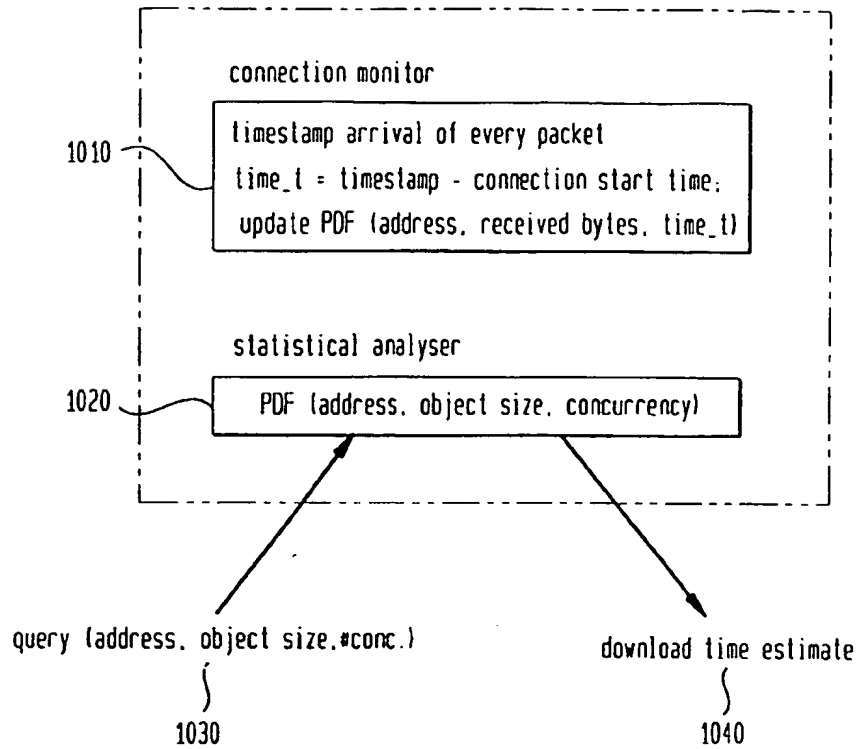 connection monitor
timestamp arrival of every packet
1010
time_t = timestamp - connection start time;
update PDF (address, received bytes, time_t)
statistical analyser
1020
PDF (address, object size, concurrency)
query (address, object size,#conc.)
download time estimate
1030
1040